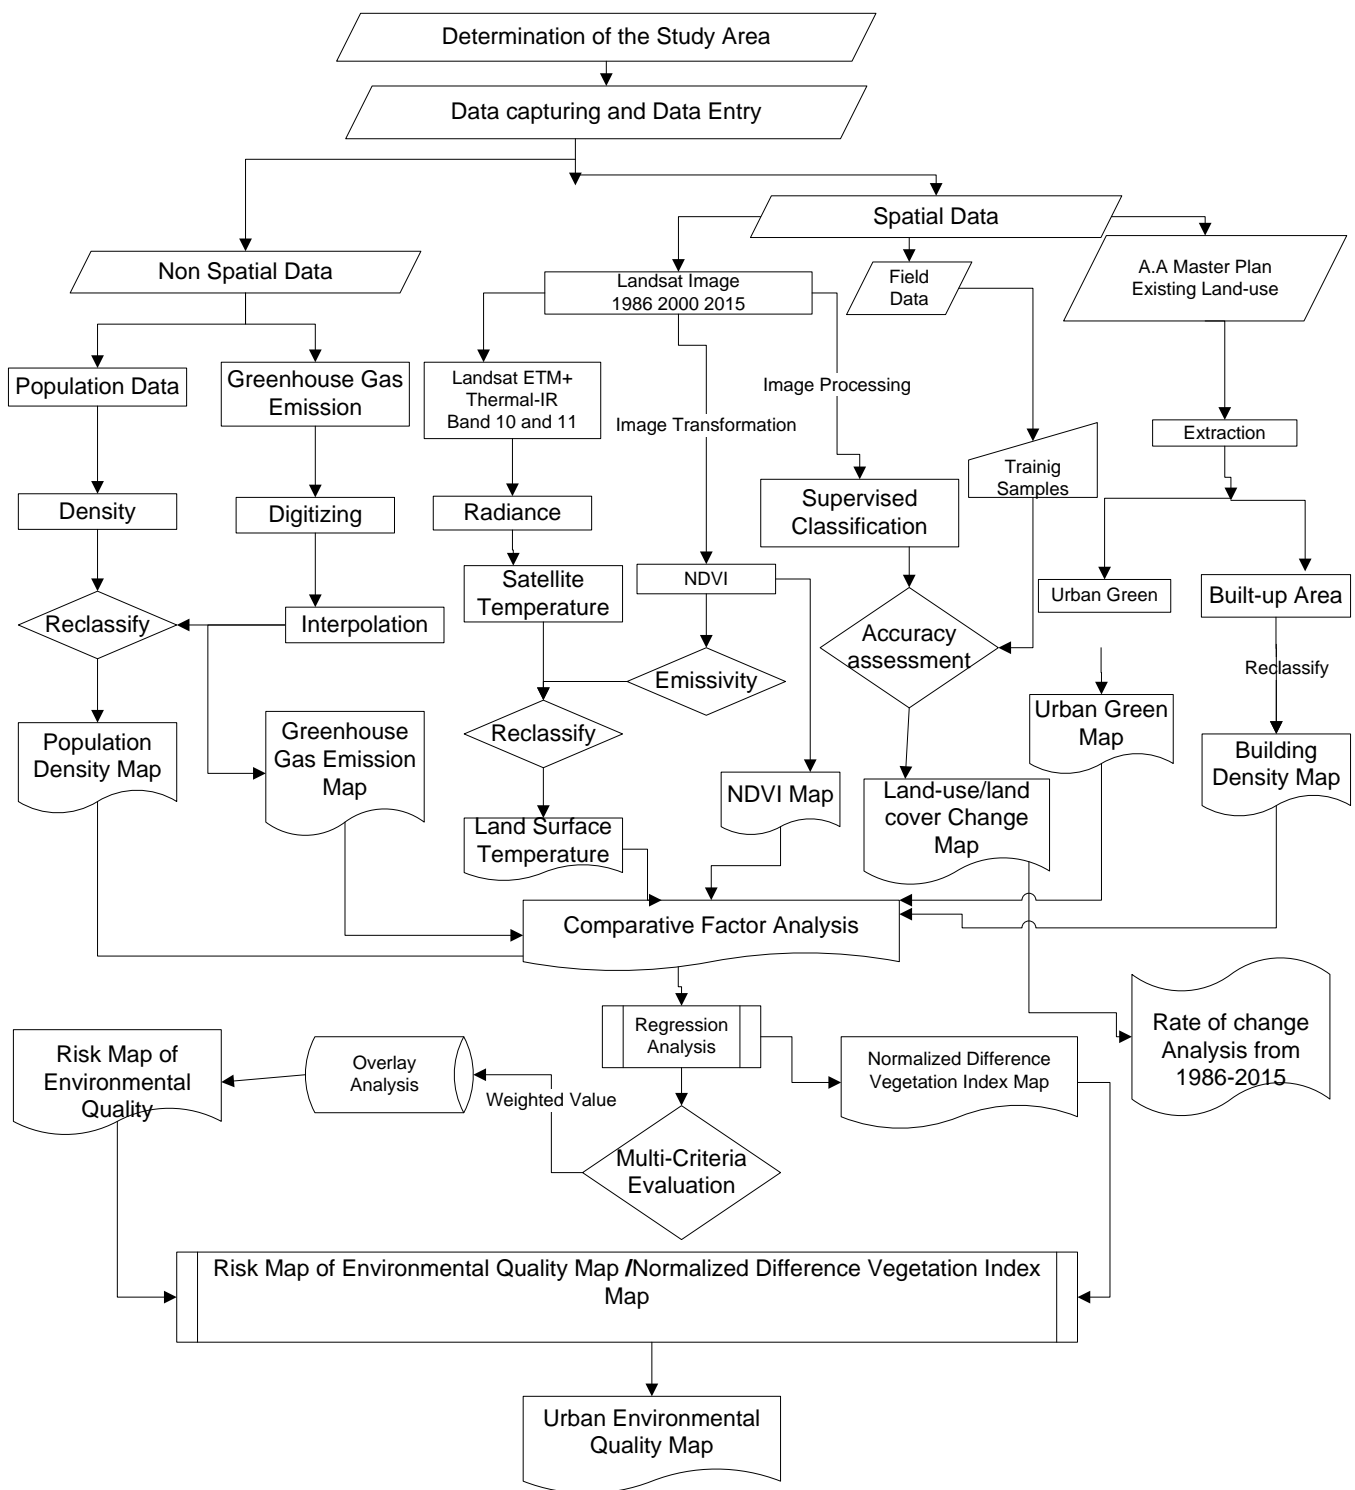 Determination of the Study Area
Data capturing and Data Entry
Spatial Data
Non Spatial Data
Landsat Image
1986 2000 2015
Field
Data
A.A Master Plan
Existing Land-use
Population Data
Greenhouse Gas
Emission
Landsat ETM+
Thermal-IR
Band 10 and 11
Image Processing
Image Transformation
Extraction
Trainig
Samples
Density
Digitizing
Radiance
Supervised
Classification
Satellite
Temperature
NDVI
Urban Green
Built-up Area
Reclassify
Interpolation
Accuracy
assessment
Emissivity
Reclassify
Urban Green
Map
Reclassify
Population
Density Map
Greenhouse
Gas Emission
Map
Building
Density Map
NDVI Map
Land-use/land
cover Change
Map
Land Surface
Temperature
Comparative Factor Analysis
Regression
Analysis
Rate of change
Analysis from
1986-2015
Risk Map of
Environmental
Quality
Overlay
Analysis
Normalized Difference
Vegetation Index Map
Weighted Value
Multi-Criteria
Evaluation
Risk Map of Environmental Quality Map /Normalized Difference Vegetation Index
Map
Urban Environmental
Quality Map